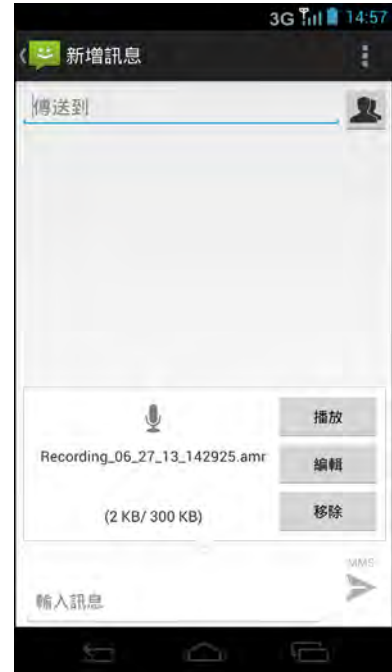 3G 14:57
新增訊息
傳送到
播放
Recording_06_27_13_142925.amr
編輯
(2 KB/ 300 KB)
移除
MMS
輸入訊息